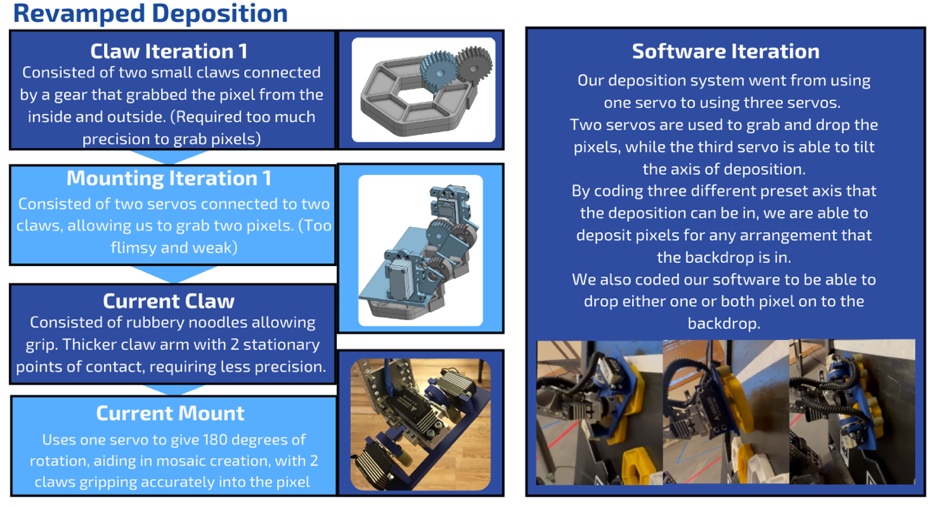 Revamped Deposition
Claw Iteration 1
Consisted of two small claws connected
by a gear that grabbed the pixel from the
inside and outside. (Required too much
precision to grab pixels)
Mounting Iteration 1
Consisted of two servos connected to two
claws, allowing us to grab two pixels. (Too
flimsy and weak)
Current Claw
Consisted of rubbery noodles allowing
grip. Thicker claw arm with 2 stationary
points of contact, requiring less precision.
Current Mount
Uses one servo to give 180 degrees of
rotation, aiding in mosaic creation, with 2
claws gripping accurately into the pixel
Software Iteration
Our deposition system went from using
one servo to using three servos.
Two servos are used to grab and drop the
pixels, while the third servo is able to tilt
the axis of deposition.
By coding three different preset axis that
the deposition can be in, we are able to
deposit pixels for any arrangement that
the backdrop is in.
We also coded our software to be able to
drop either one or both pixel on to the
backdrop.